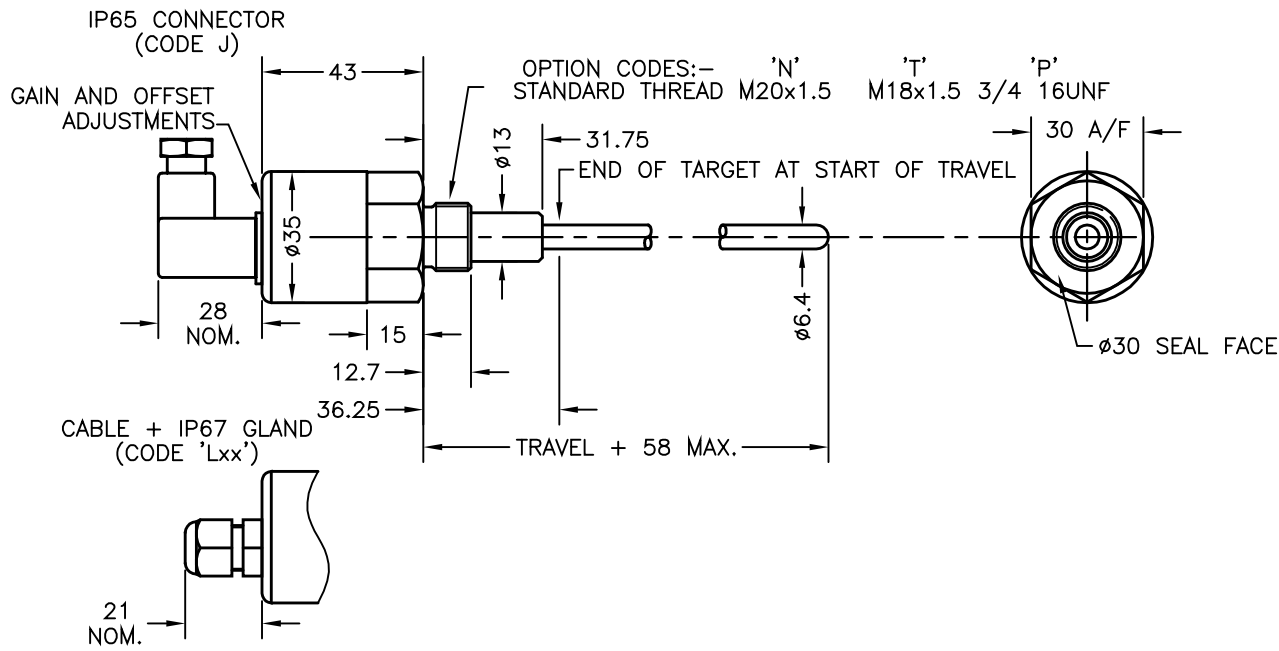 IP65 CONNECTOR
(CODE J)
43
OPTION CODES:- 'N' 'T' 'P'
STANDARD THREAD M20x1.5 M18x1.5 3/4 16UNF
GAIN AND OFFSET
ADJUSTMENTS
ø13
31.75
30 A/F
END OF TARGET AT START OF TRAVEL
ø35
ø6.4
28
NOM.
15
ø30 SEAL FACE
12.7
36.25
CABLE + IP67 GLAND
(CODE 'Lxx')
TRAVEL + 58 MAX.
21
NOM.